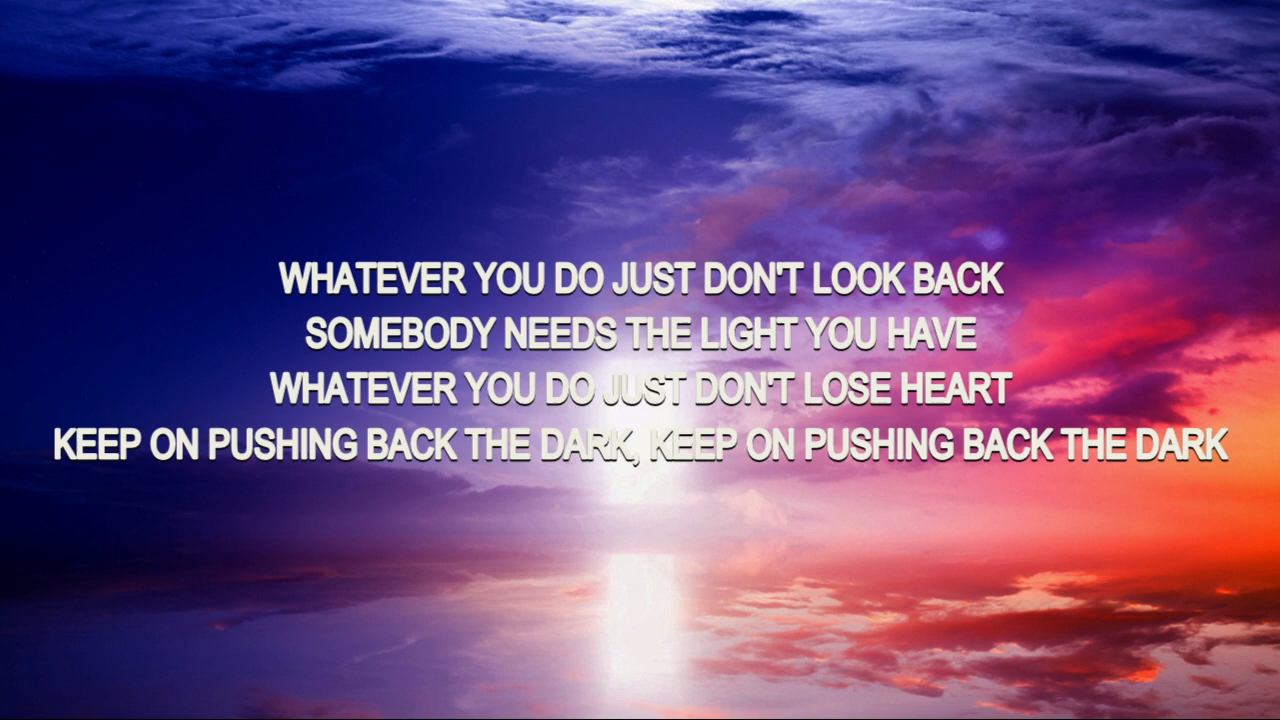 WHATEVER YOU DO JUST DON'T LOOK BACK
SOMEBODY NEEDS THE LIGHT YOU HAVE
WHATEVER YOU DO JUST DON'T LOSE HEART
KEEP ON PUSHING BACK THE DARK, KEEP ON PUSHING BACK THE DARK